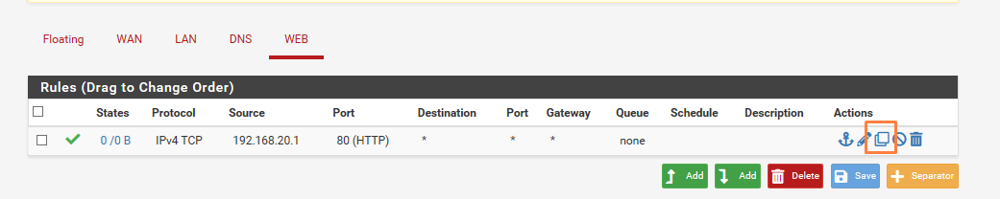 Floating WAN LAN DNS WEB
Rules (Drag to Change Order)
States Protocol Source Port Destination Port Gateway Queue Schedule Description Actions
0 /0 B IPv4 TCP 192.168.20.1 80 (HTTP) * * * none
Add Add Delete Save Separator